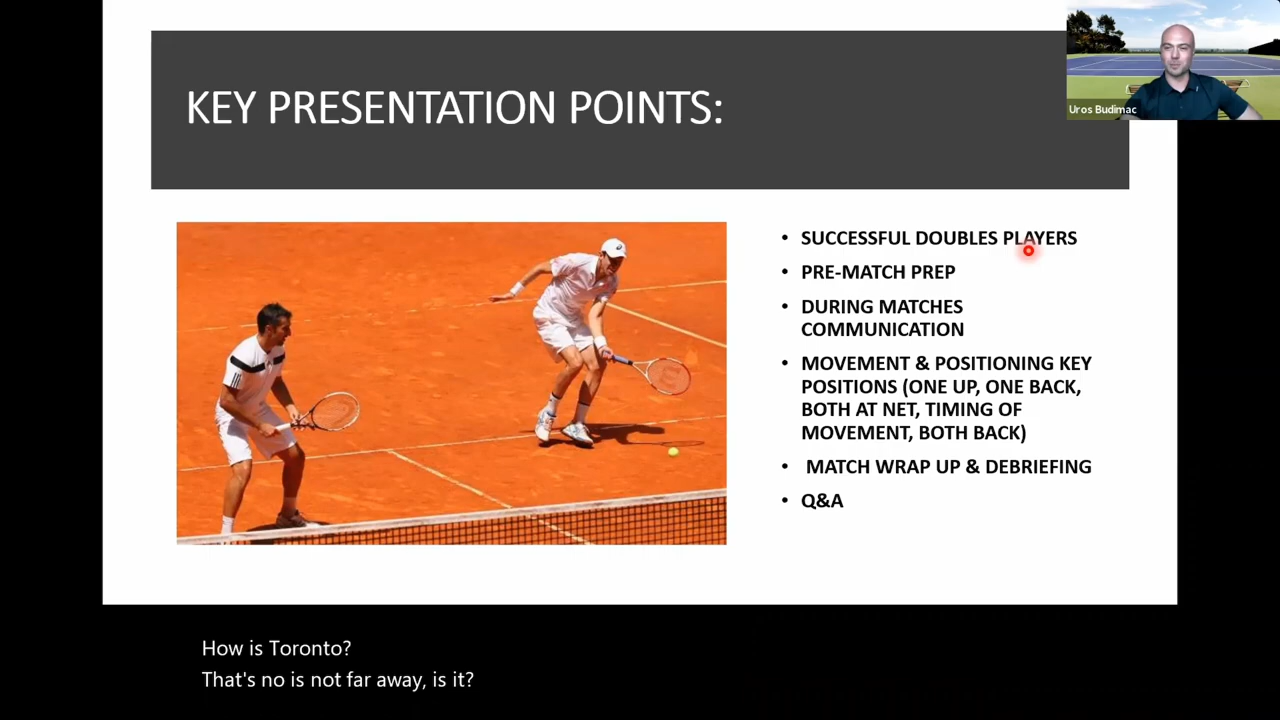 KEY PRESENTATION POINTS:
Uros Budimac
• SUCCESSFUL DOUBLES PLAYERS
• PRE-MATCH PREP
• DURING MATCHES
COMMUNICATION
• MOVEMENT & POSITIONING KEY
POSITIONS (ONE UP, ONE BACK,
BOTH AT NET, TIMING OF
MOVEMENT, BOTH BACK)
• MATCH WRAP UP & DEBRIEFING
• Q&A
How is Toronto?
That's no is not far away, is it?